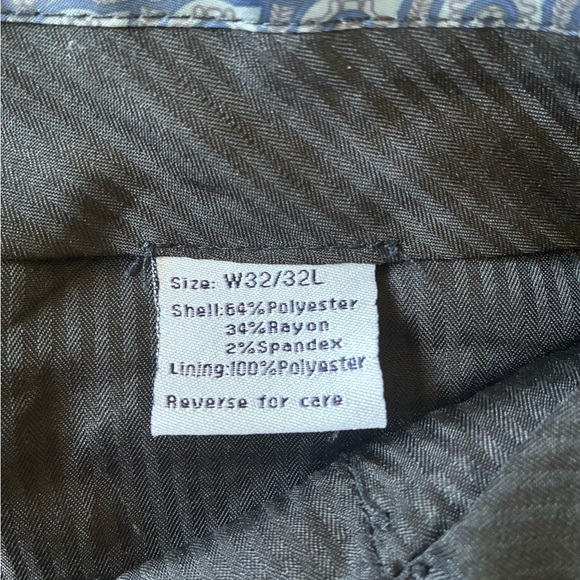 Size: W32/32L
Shell:64%Polyester
34%Rayon
2%Spandex
Lining:100%Polyester
Reverse for care